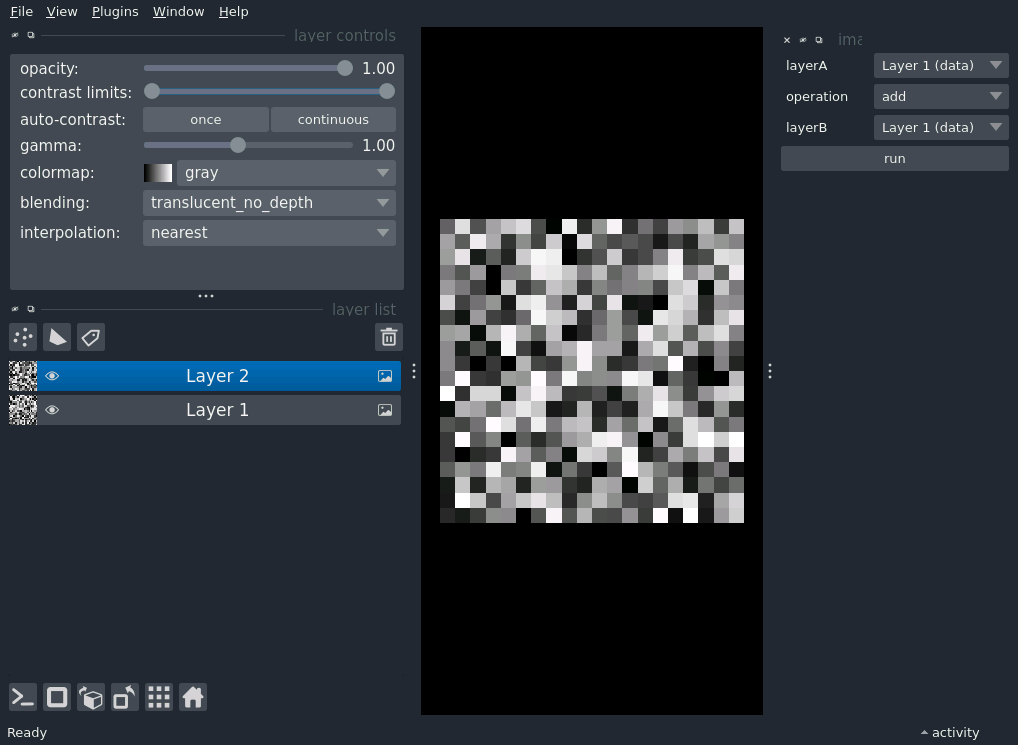 File View Plugins Window Help
layer controls
opacity: 1.00
contrast limits:
auto-contrast: once continuous
gamma: 1.00
colormap: gray
blending: translucent_no_depth
interpolation: nearest
layer list
Layer 2
Layer 1
layerA Layer 1 (data)
operation add
layerB Layer 1 (data)
run
Ready
activity